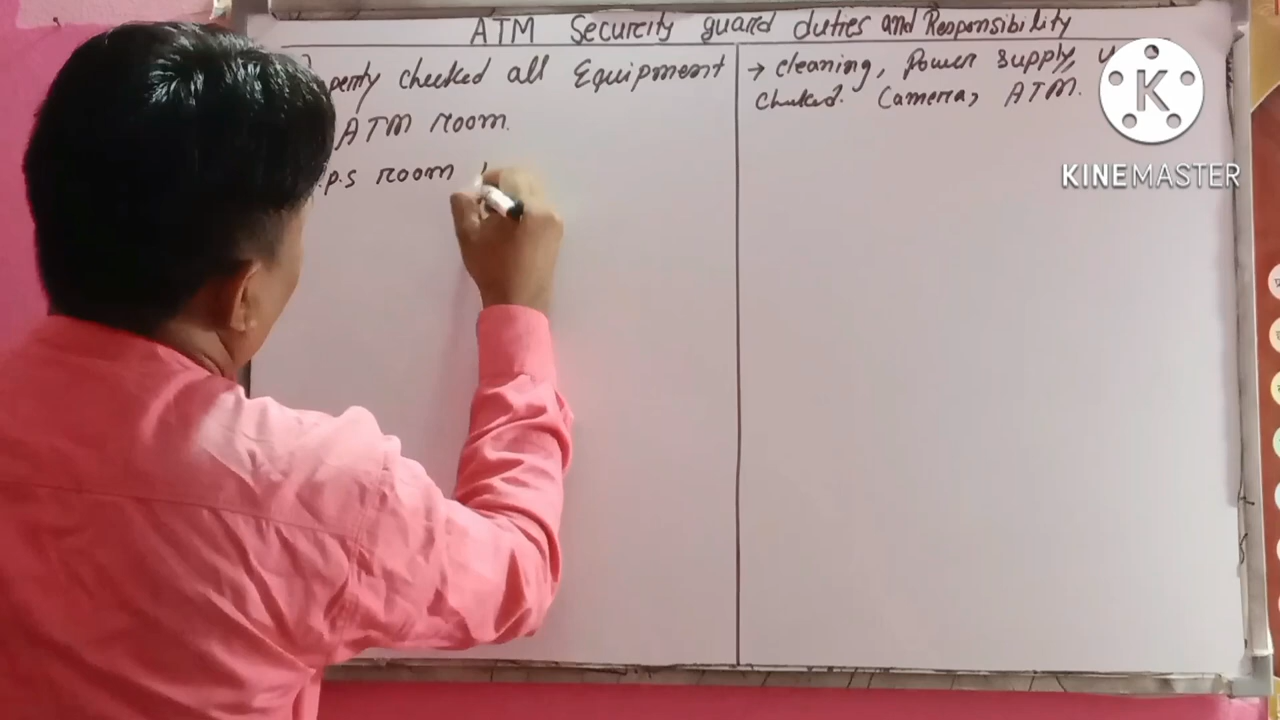 ATM Security guard duties and Responsibility
perty checked all Equipment
ATM room.
.p.s room
→ cleaning, Power supply, U
checked. Camera, ATM.
K
KINEMASTER